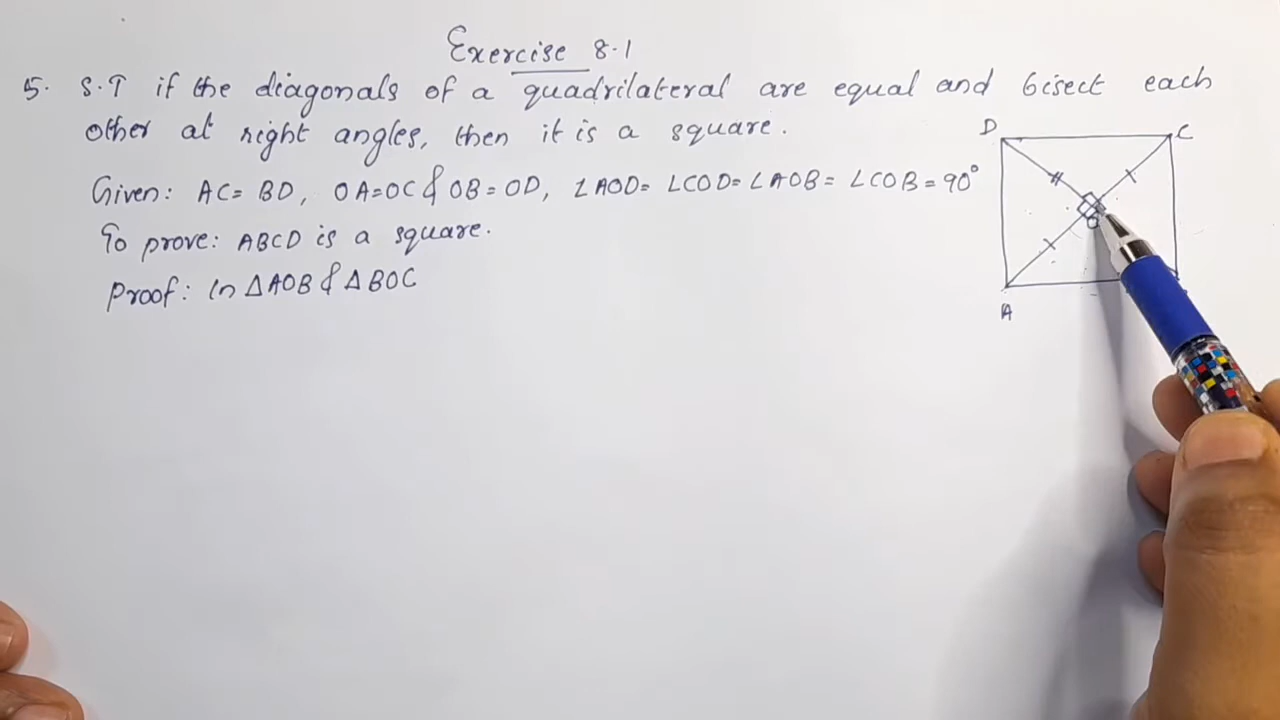 Exercise 8.1
5. S.T if the diagonals of a quadrilateral are equal and bisect each
other at right angles, then it is a square.
Given: AC = BD, OA=OC & OB=OD, ∠AOD= ∠COD= ∠AOB= ∠COB=90°
To prove: ABCD is a square.
Proof: In ΔAOB & ΔBOC
D C
O
A